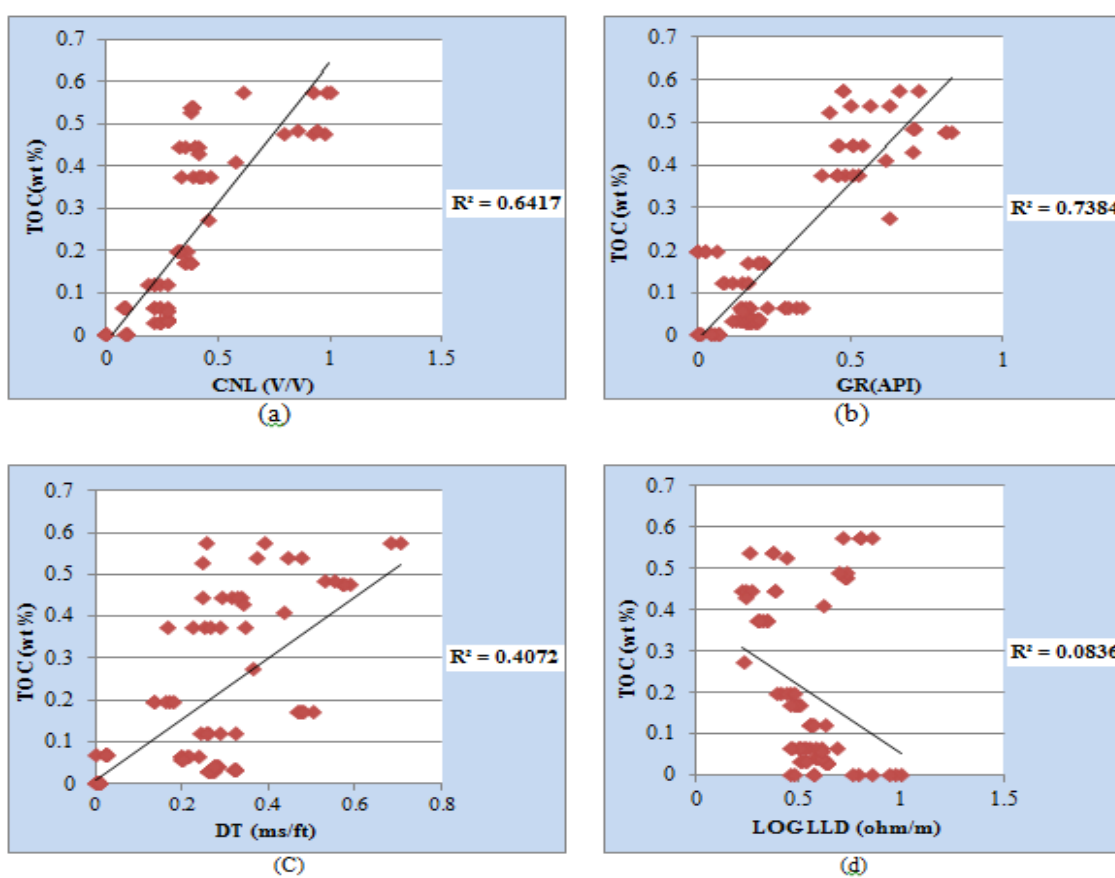 0.7
0.6
0.5
0.4
0.3
0.2
0.1
0
TOC(wt%)
0 0.5 1 1.5
CNL (V/V)
R² = 0.6417
(a)
0.7
0.6
0.5
0.4
0.3
0.2
0.1
0
TOC(wt%)
0 0.5 1
GR(API)
R² = 0.7384
(b)
0.7
0.6
0.5
0.4
0.3
0.2
0.1
0
TOC(wt%)
0 0.2 0.4 0.6 0.8
DT (ms/ft)
R² = 0.4072
(C)
0.7
0.6
0.5
0.4
0.3
0.2
0.1
0
TOC(wt%)
0 0.5 1 1.5
LOG LLD (ohm/m)
R² = 0.0836
(d)